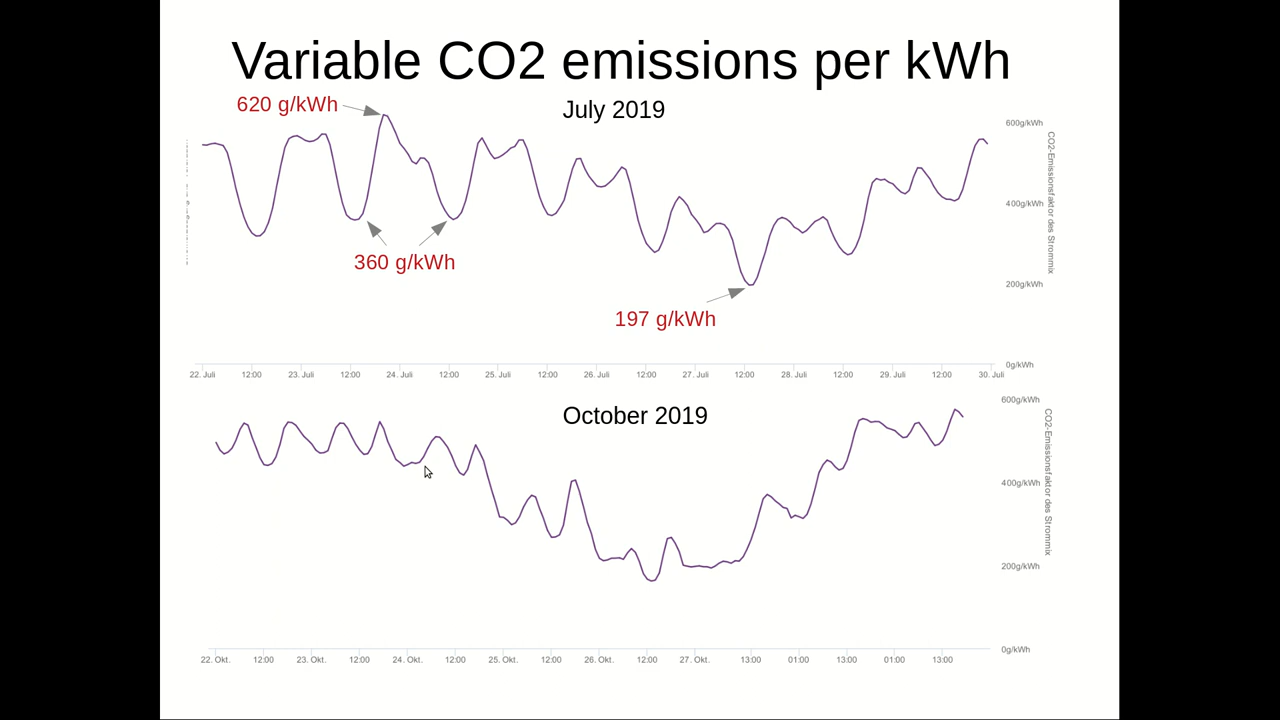 Variable CO2 emissions per kWh
620 g/kWh
July 2019
600g/kWh
CO2-Emissionsfaktor des Strommix
400g/kWh
360 g/kWh
200g/kWh
197 g/kWh
0g/kWh
22. Juli 12:00 23. Juli 12:00 24. Juli 12:00 25. Juli 12:00 26. Juli 12:00 27. Juli 12:00 28. Juli 12:00 29. Juli 12:00 30. Juli
600g/kWh
October 2019
CO2-Emissionsfaktor des Strommix
400g/kWh
200g/kWh
0g/kWh
22. Okt. 12:00 23. Okt. 12:00 24. Okt. 12:00 25. Okt. 12:00 26. Okt. 12:00 27. Okt. 13:00 01:00 13:00 01:00 13:00